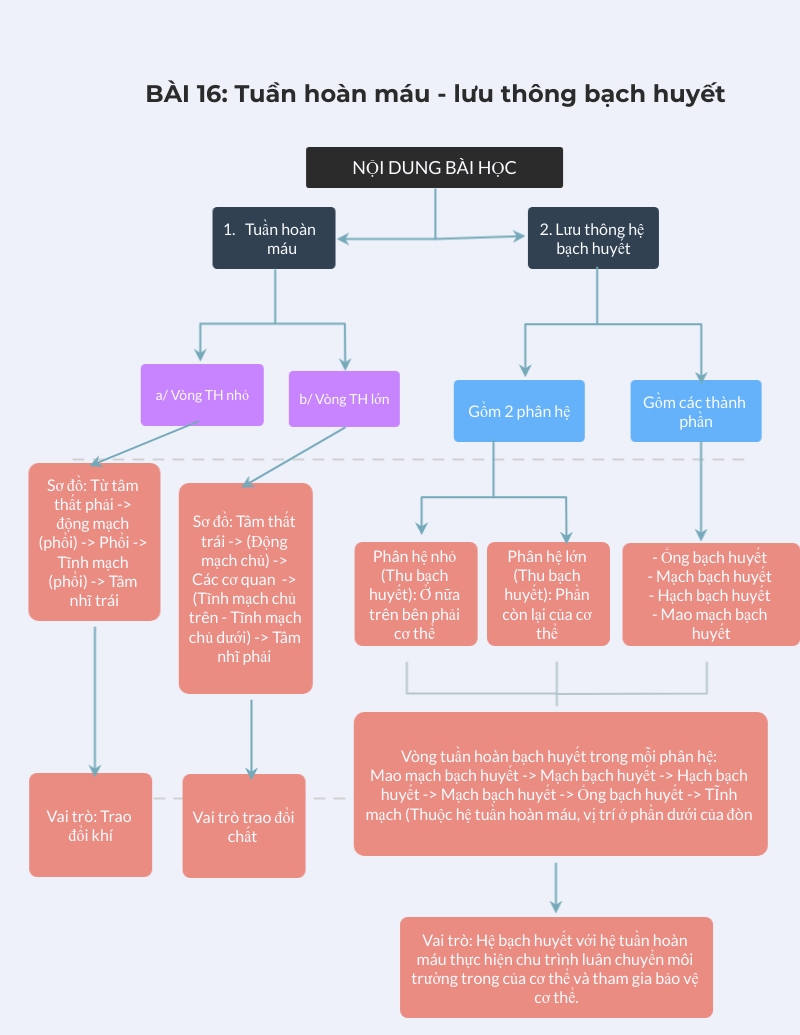 BÀI 16: Tuần hoàn máu - lưu thông bạch huyết
NỘI DUNG BÀI HỌC
1. Tuần hoàn
máu
2. Lưu thông hệ
bạch huyết
a/ Vòng TH nhỏ
b/ Vòng TH lớn
Gồm 2 phân hệ
Gồm các thành
phần
Sơ đồ: Từ tâm
thất phải ->
động mạch
(phổi) -> Phổi ->
Tĩnh mạch
(phổi) -> Tâm
nhĩ trái
Sơ đồ: Tâm thất
trái -> (Động
mạch chủ) ->
Các cơ quan ->
(Tĩnh mạch chủ
trên - Tĩnh mạch
chủ dưới) -> Tâm
nhĩ phải
Phân hệ nhỏ
(Thu bạch
huyết): Ở nữa
trên bên phải
cơ thể
Phân hệ lớn
(Thu bạch
huyết): Phần
còn lại của cơ
thể
- Ống bạch huyết
- Mạch bạch huyết
- Hạch bạch huyết
- Mao mạch bạch
huyết
Vòng tuần hoàn bạch huyết trong mỗi phân hệ:
Mao mạch bạch huyết -> Mạch bạch huyết -> Hạch bạch
huyết -> Mạch bạch huyết -> Ống bạch huyết -> TĨnh
mạch (Thuộc hệ tuần hoàn máu, vị trí ở phần dưới của đòn
Vai trò: Trao
đổi khí
Vai trò trao đổi
chất
Vai trò: Hệ bạch huyết với hệ tuần hoàn
máu thực hiện chu trình luân chuyển môi
trường trong của cơ thể và tham gia bảo vệ
cơ thể.